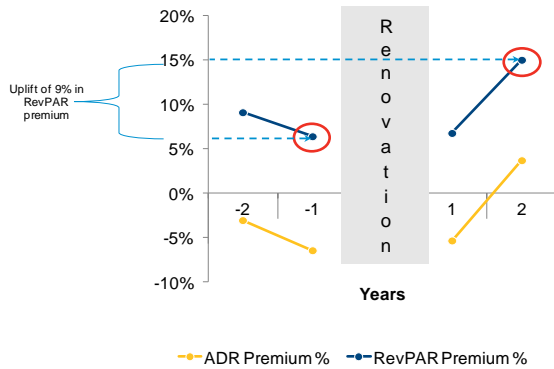 20%
15%
10%
5%
0%
-5%
-10%
Uplift of 9% in
RevPAR
premium
R
e
n
o
v
a
t
i
o
n
-2
-1
1
2
Years
ADR Premium %
RevPAR Premium %